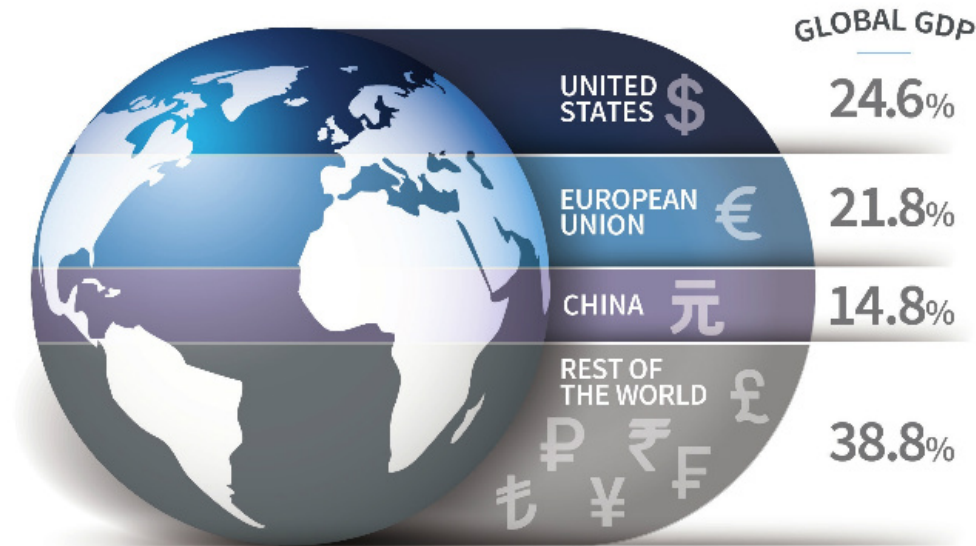 GLOBAL GDP
UNITED
STATES $
24.6%
EUROPEAN
UNION €
21.8%
CHINA 元
14.8%
REST OF
THE WORLD £
₽ ₹ ₣
₺ ¥
38.8%